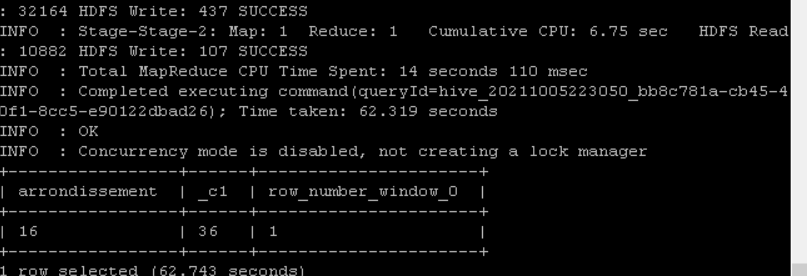 : 32164 HDFS Write: 437 SUCCESS
INFO  : Stage-Stage-2: Map: 1  Reduce: 1   Cumulative CPU: 6.75 sec   HDFS Read
: 10882 HDFS Write: 107 SUCCESS
INFO  : Total MapReduce CPU Time Spent: 14 seconds 110 msec
INFO  : Completed executing command(queryId=hive_20211005223050_bb8c781a-cb45-4
0f1-8cc5-e90122dbad26); Time taken: 62.319 seconds
INFO  : OK
INFO  : Concurrency mode is disabled, not creating a lock manager
+-----------------+------+----------------------+
| arrondissement  | _c1  | row_number_window_0  |
+-----------------+------+----------------------+
| 16              | 36   | 1                    |
+-----------------+------+----------------------+
1 row selected (62.743 seconds)